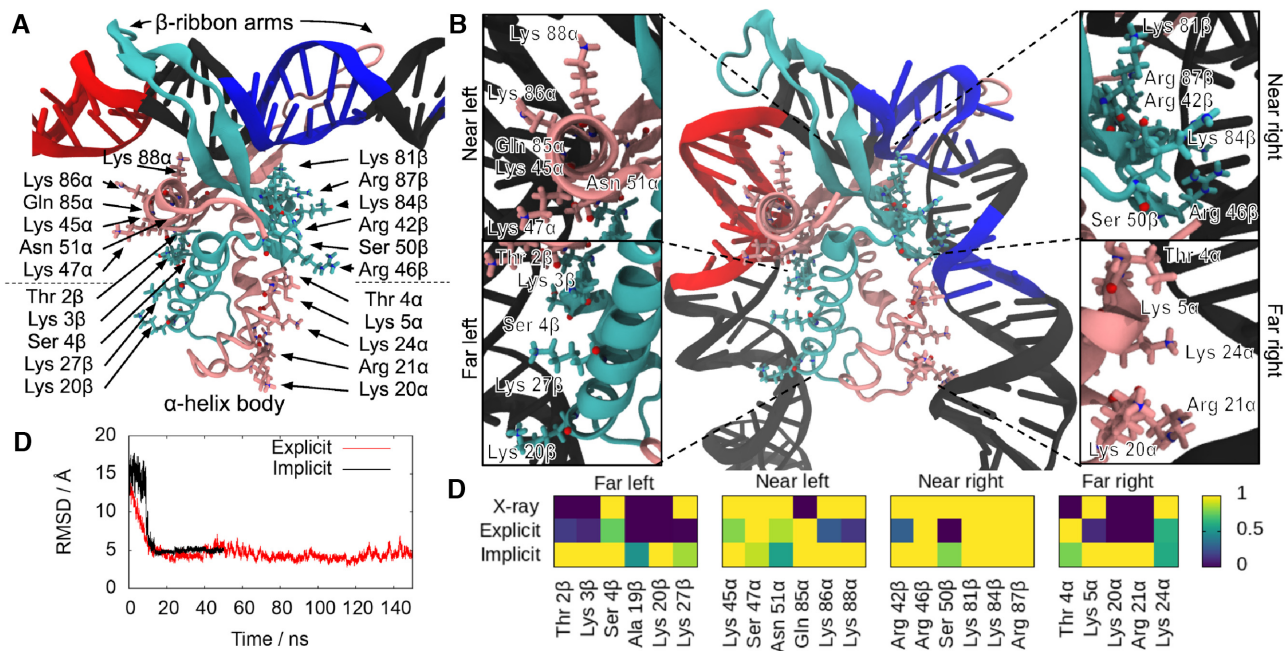 A
β-ribbon arms
Lys 88α
Lys 86α
Gln 85α
Lys 45α
Asn 51α
Lys 47α
Thr 2β
Lys 3β
Ser 4β
Lys 27β
Lys 20β
Lys 81β
Arg 87β
Lys 84β
Arg 42β
Ser 50β
Arg 46β
Thr 4α
Lys 5α
Lys 24α
Arg 21α
Lys 20α
α-helix body
B
Near left
Lys 88α
Lys 86α
Gln 85α
Lys 45α
Asn 51α
Lys 47α
Far left
Thr 2β
Lys 3β
Ser 4β
Lys 27β
Lys 20β
Near right
Lys 81β
Arg 87β
Arg 42β
Lys 84β
Ser 50β
Arg 46β
Far right
Thr 4α
Lys 5α
Lys 24α
Arg 21α
Lys 20α
D
RMSD / Å
20
15
10
5
0
Explicit
Implicit
0 20 40 60 80 100 120 140
Time / ns
D
Far left Near left Near right Far right
X-ray
Explicit
Implicit
1
0.5
0
Thr 2β
Lys 3β
Ser 4β
Ala 19β
Lys 20β
Lys 27β
Lys 45α
Ser 47α
Asn 51α
Gln 85α
Lys 86α
Lys 88α
Arg 42β
Arg 46β
Ser 50β
Lys 81β
Lys 84β
Arg 87β
Thr 4α
Lys 5α
Lys 20α
Arg 21α
Lys 24α